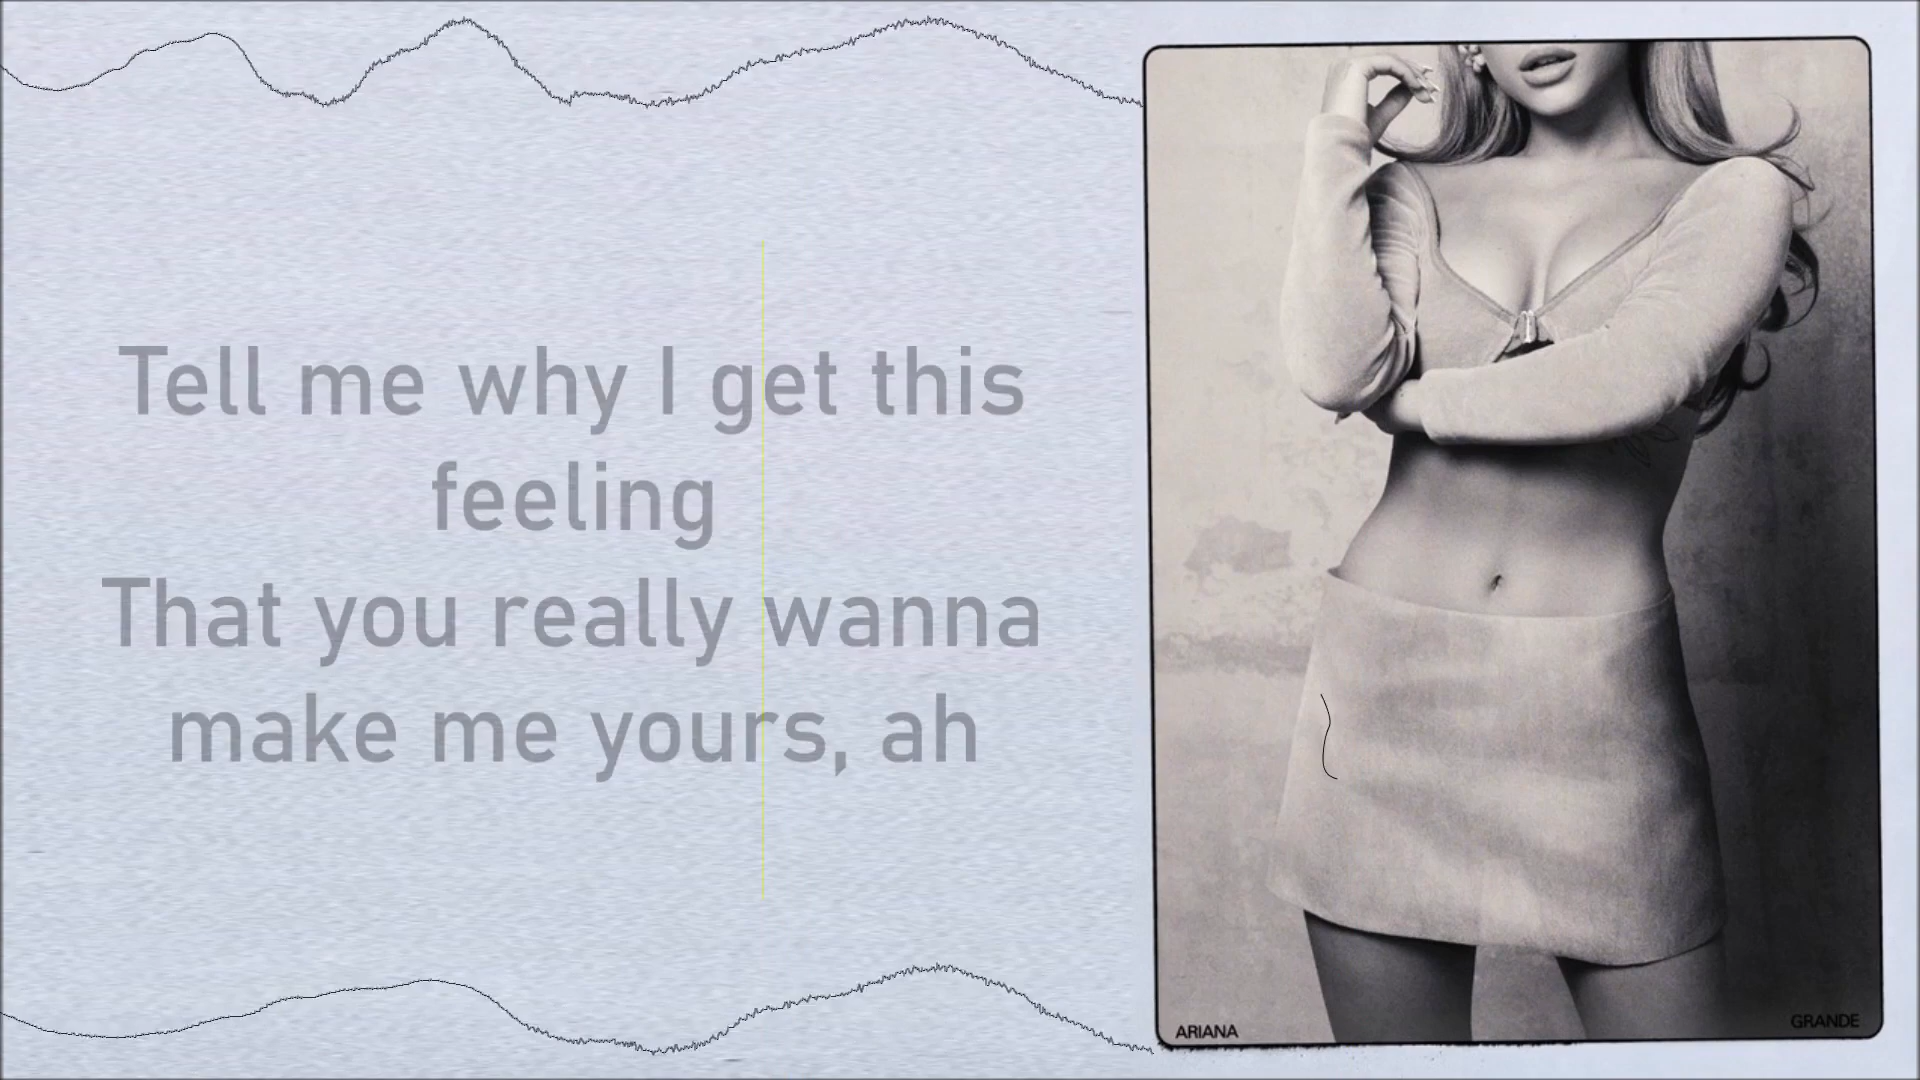 Tell me why I get this
feeling
That you really wanna
make me yours, ah
ARIANA
GRANDE